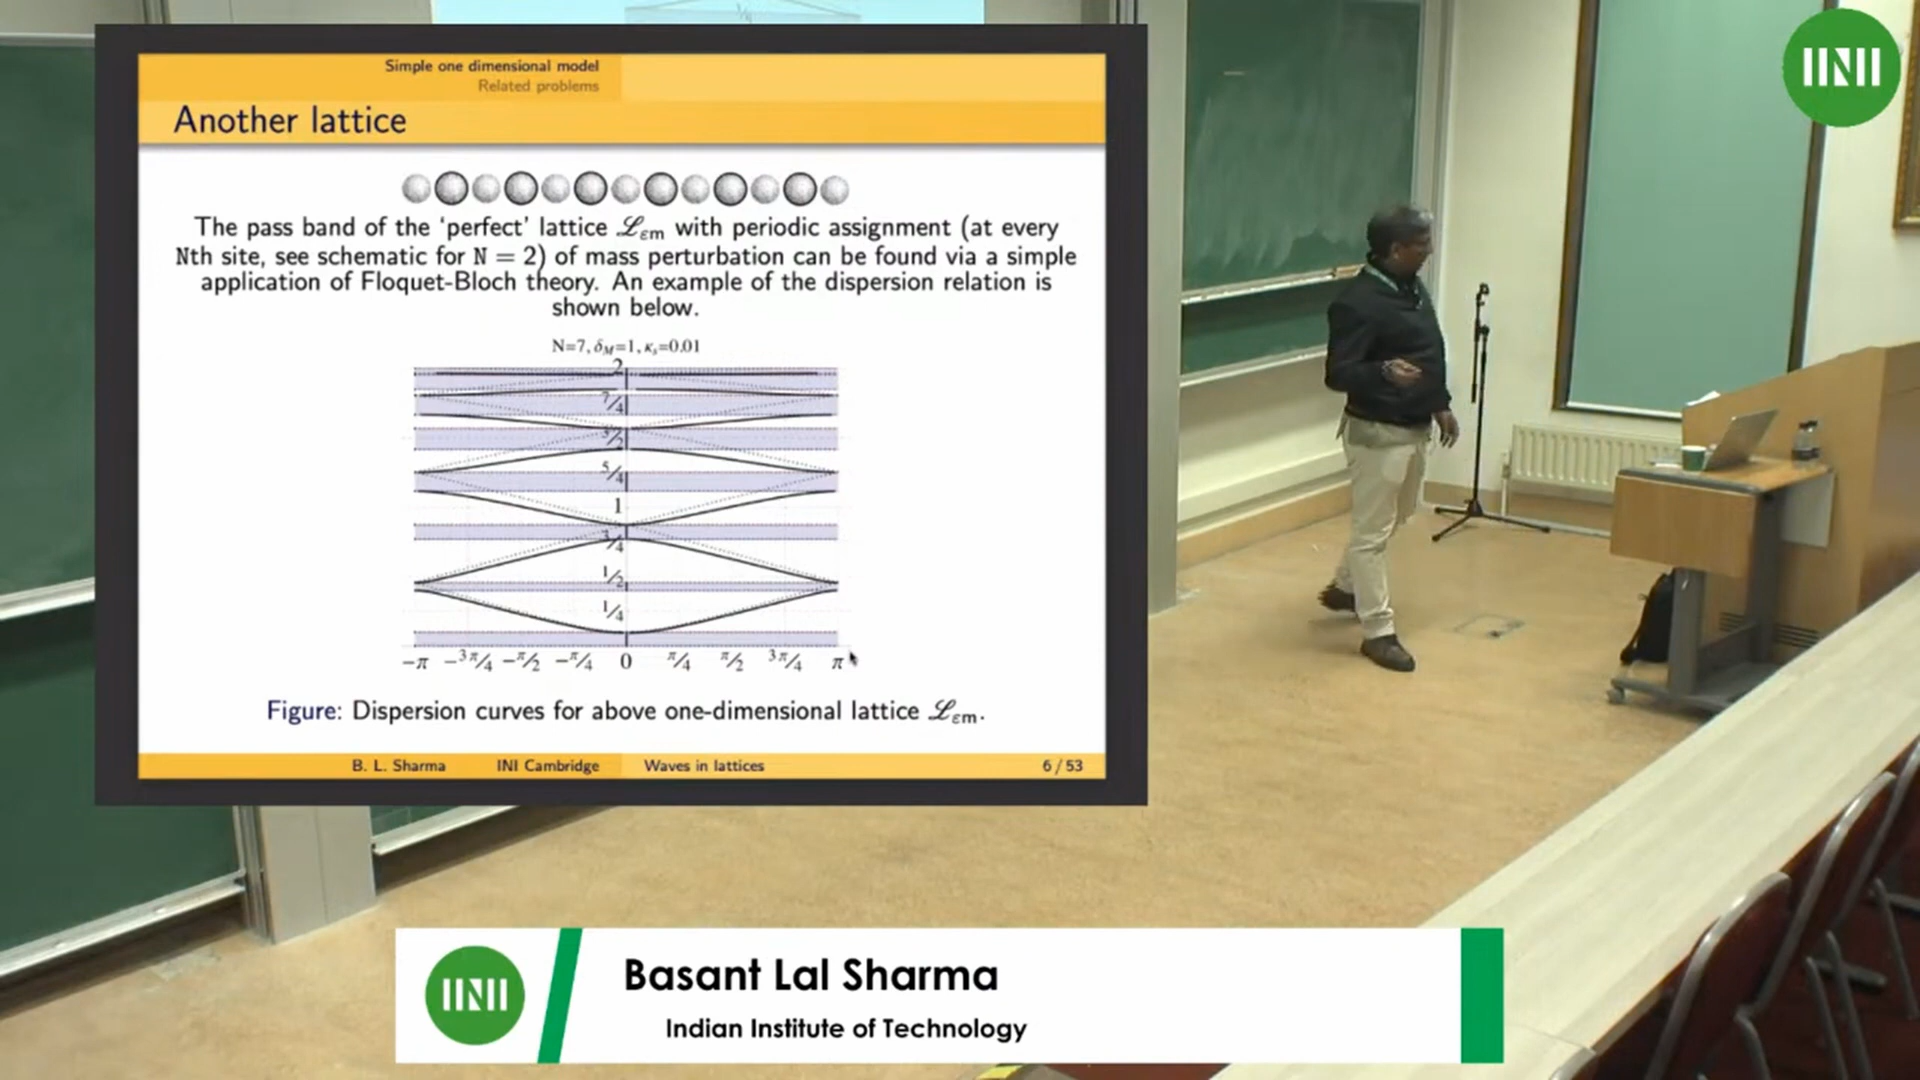 Simple one dimensional model
Related problems
Another lattice
The pass band of the ‘perfect’ lattice ℒεm with periodic assignment (at every
Nth site, see schematic for N = 2) of mass perturbation can be found via a simple
application of Floquet-Bloch theory. An example of the dispersion relation is
shown below.
N=7, δM=1, κs=0.01
2
7/4
3/2
5/4
1
3/4
1/2
1/4
−π −3π/4 −π/2 −π/4 0 π/4 π/2 3π/4 π
Figure: Dispersion curves for above one-dimensional lattice ℒεm.
B. L. Sharma INI Cambridge Waves in lattices 6 / 53
INI
INI
Basant Lal Sharma
Indian Institute of Technology